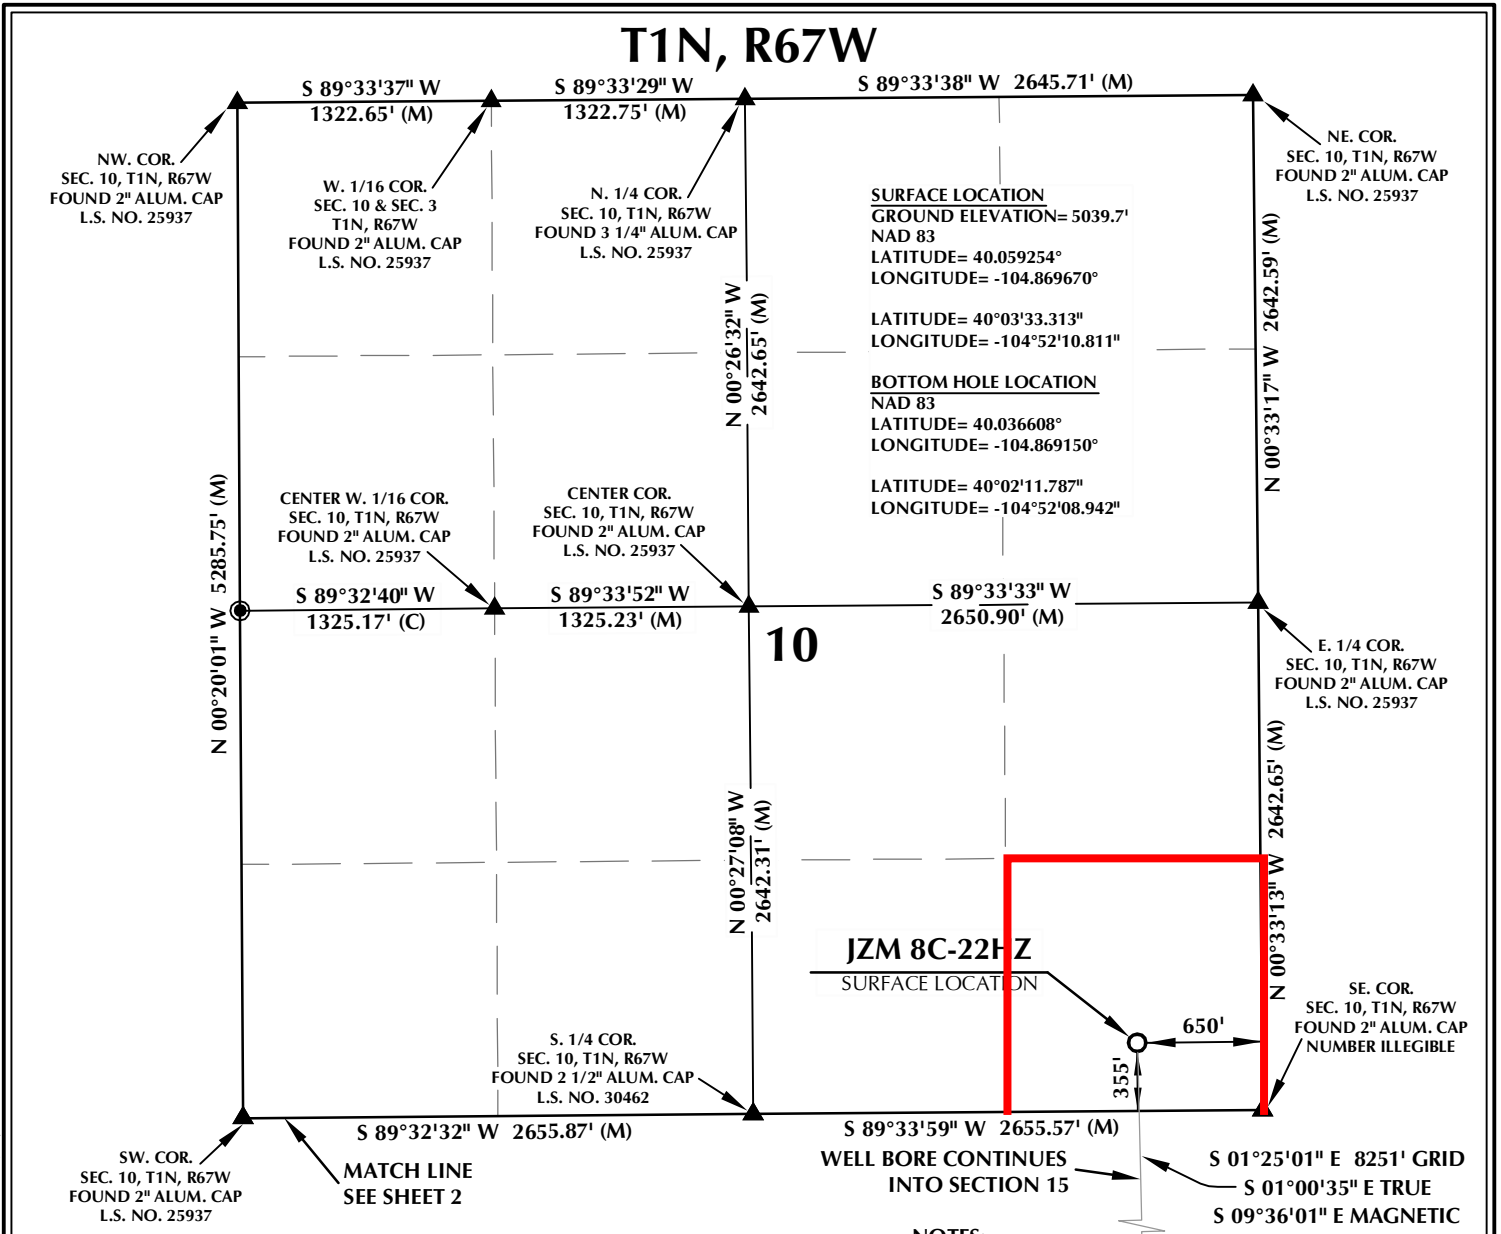 T1N, R67W
S 89°33'37" W
1322.65' (M)
S 89°33'29" W
1322.75' (M)
S 89°33'38" W 2645.71' (M)
NW. COR.
SEC. 10, T1N, R67W
FOUND 2" ALUM. CAP
L.S. NO. 25937
W. 1/16 COR.
SEC. 10 & SEC. 3
T1N, R67W
FOUND 2" ALUM. CAP
L.S. NO. 25937
N. 1/4 COR.
SEC. 10, T1N, R67W
FOUND 3 1/4" ALUM. CAP
L.S. NO. 25937
NE. COR.
SEC. 10, T1N, R67W
FOUND 2" ALUM. CAP
L.S. NO. 25937
SURFACE LOCATION
GROUND ELEVATION= 5039.7'
NAD 83
LATITUDE= 40.059254°
LONGITUDE= -104.869670°
LATITUDE= 40°03'33.313"
LONGITUDE= -104°52'10.811"
BOTTOM HOLE LOCATION
NAD 83
LATITUDE= 40.036608°
LONGITUDE= -104.869150°
LATITUDE= 40°02'11.787"
LONGITUDE= -104°52'08.942"
N 00°26'32" W
2642.65' (M)
N 00°33'17" W 2642.59' (M)
N 00°20'01" W 5285.75' (M)
CENTER W. 1/16 COR.
SEC. 10, T1N, R67W
FOUND 2" ALUM. CAP
L.S. NO. 25937
CENTER COR.
SEC. 10, T1N, R67W
FOUND 2" ALUM. CAP
L.S. NO. 25937
S 89°32'40" W
1325.17' (C)
S 89°33'52" W
1325.23' (M)
S 89°33'33" W
2650.90' (M)
10
E. 1/4 COR.
SEC. 10, T1N, R67W
FOUND 2" ALUM. CAP
L.S. NO. 25937
N 00°27'08" W
2642.31' (M)
N 00°33'13" W 2642.65' (M)
JZM 8C-22HZ
SURFACE LOCATION
650'
355'
SE. COR.
SEC. 10, T1N, R67W
FOUND 2" ALUM. CAP
NUMBER ILLEGIBLE
S. 1/4 COR.
SEC. 10, T1N, R67W
FOUND 2 1/2" ALUM. CAP
L.S. NO. 30462
S 89°32'32" W 2655.87' (M)
S 89°33'59" W 2655.57' (M)
SW. COR.
SEC. 10, T1N, R67W
FOUND 2" ALUM. CAP
L.S. NO. 25937
MATCH LINE
SEE SHEET 2
WELL BORE CONTINUES
INTO SECTION 15
S 01°25'01" E 8251' GRID
S 01°00'35" E TRUE
S 09°36'01" E MAGNETIC
NOTES: